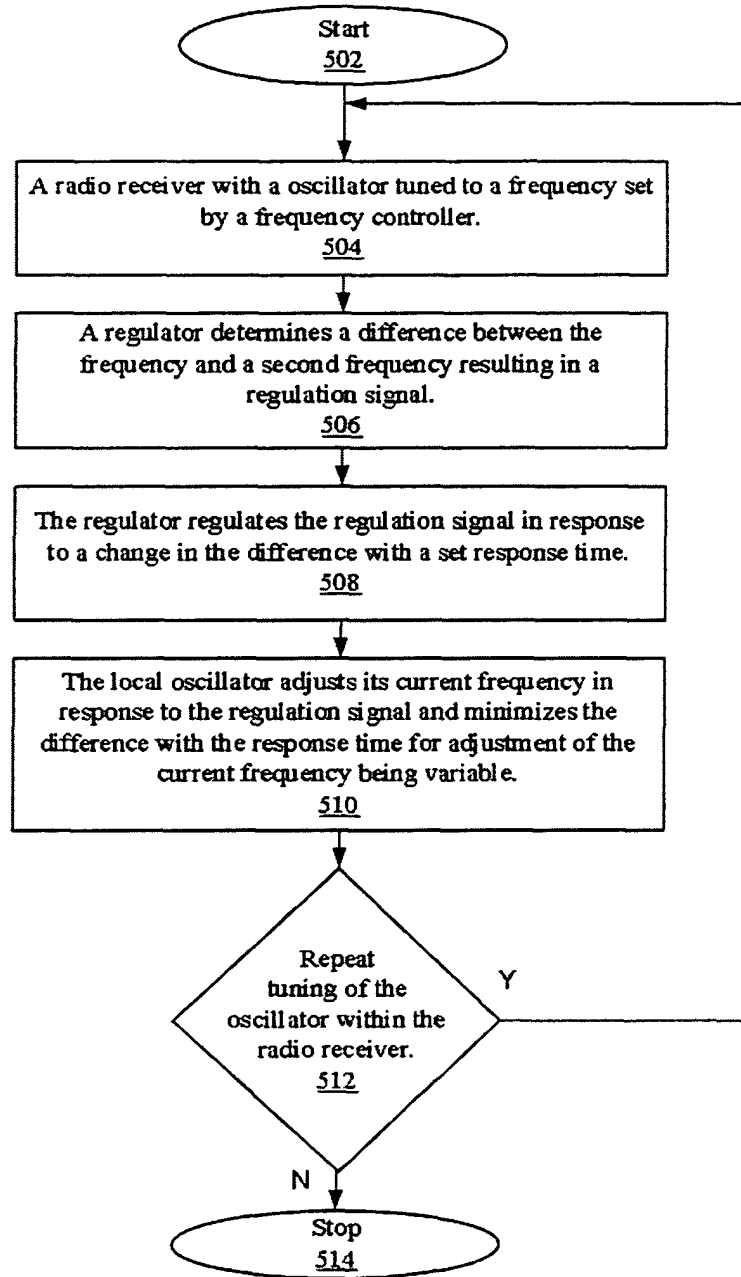 Start
502
A radio receiver with a oscillator tuned to a frequency set
by a frequency controller.
504
A regulator determines a difference between the
frequency and a second frequency resulting in a
regulation signal.
506
The regulator regulates the regulation signal in response
to a change in the difference with a set response time.
508
The local oscillator adjusts its current frequency in
response to the regulation signal and minimizes the
difference with the response time for adjustment of the
current frequency being variable.
510
Repeat
tuning of the
oscillator within the
radio receiver.
512
Y
N
Stop
514